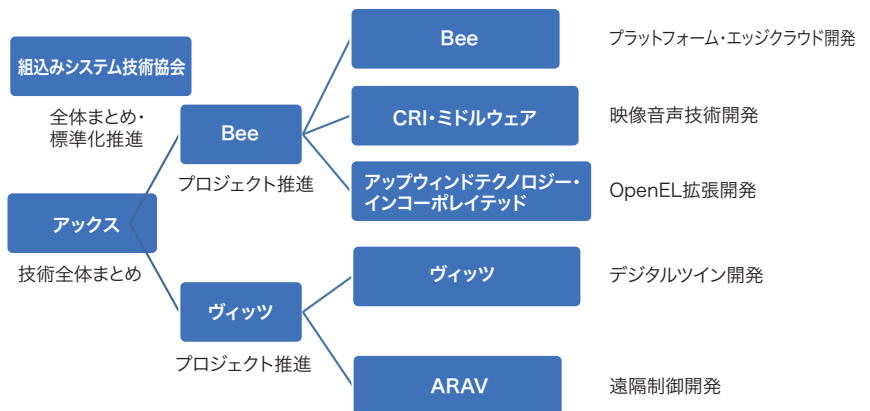 組込みシステム技術協会
全体まとめ・
標準化推進
アックス
技術全体まとめ
Bee
プロジェクト推進
ヴィッツ
プロジェクト推進
Bee
プラットフォーム・エッジクラウド開発
CRI・ミドルウェア
映像音声技術開発
アップウィンドテクノロジー・
インコーポレイテッド
OpenEL拡張開発
ヴィッツ
デジタルツイン開発
ARAV
遠隔制御開発